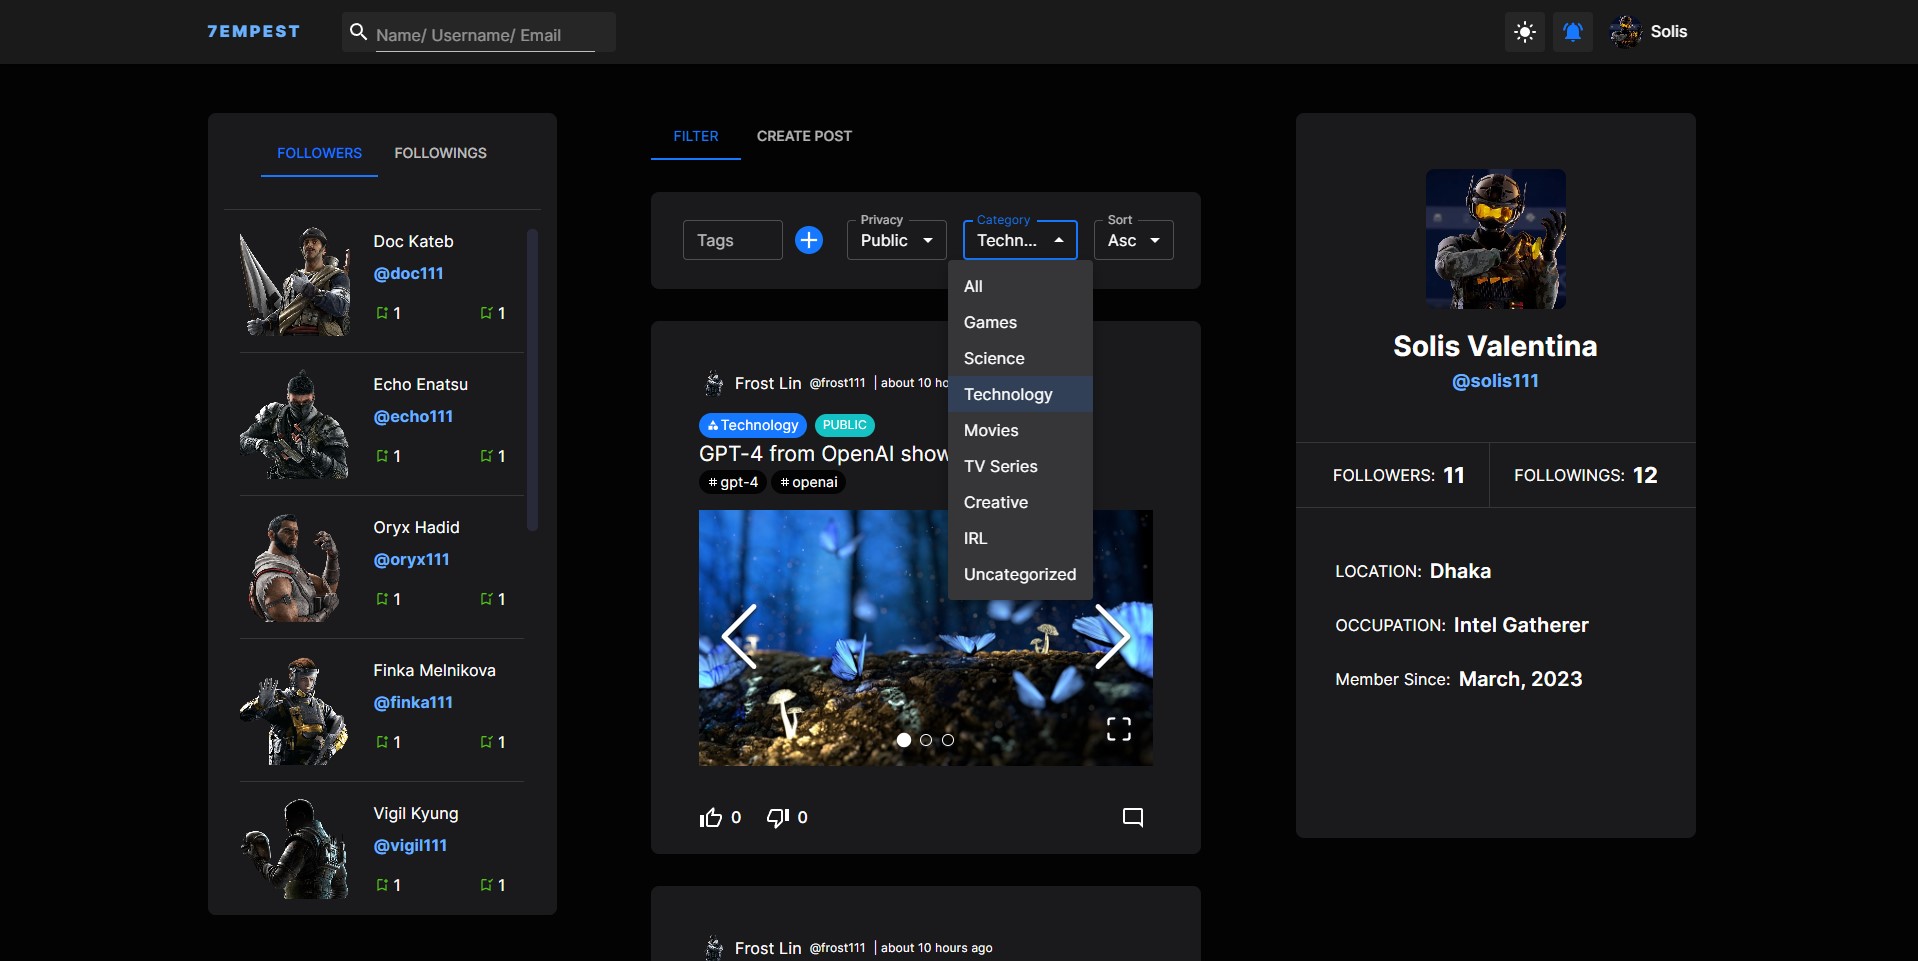 7EMPEST
Name/ Username/ Email
Solis
FOLLOWERS
FOLLOWINGS
Doc Kateb
@doc111
1
1
Echo Enatsu
@echo111
1
1
Oryx Hadid
@oryx111
1
1
Finka Melnikova
@finka111
1
1
Vigil Kyung
@vigil111
1
1
FILTER
CREATE POST
Tags
Privacy
Public
Category
Techn...
Sort
Asc
All
Games
Science
Technology
Movies
TV Series
Creative
IRL
Uncategorized
Frost Lin @frost111 | about 10 ho
Technology
PUBLIC
GPT-4 from OpenAI show
# gpt-4
# openai
0
0
Frost Lin @frost111 | about 10 hours ago
Solis Valentina
@solis111
FOLLOWERS: 11
FOLLOWINGS: 12
LOCATION: Dhaka
OCCUPATION: Intel Gatherer
Member Since: March, 2023